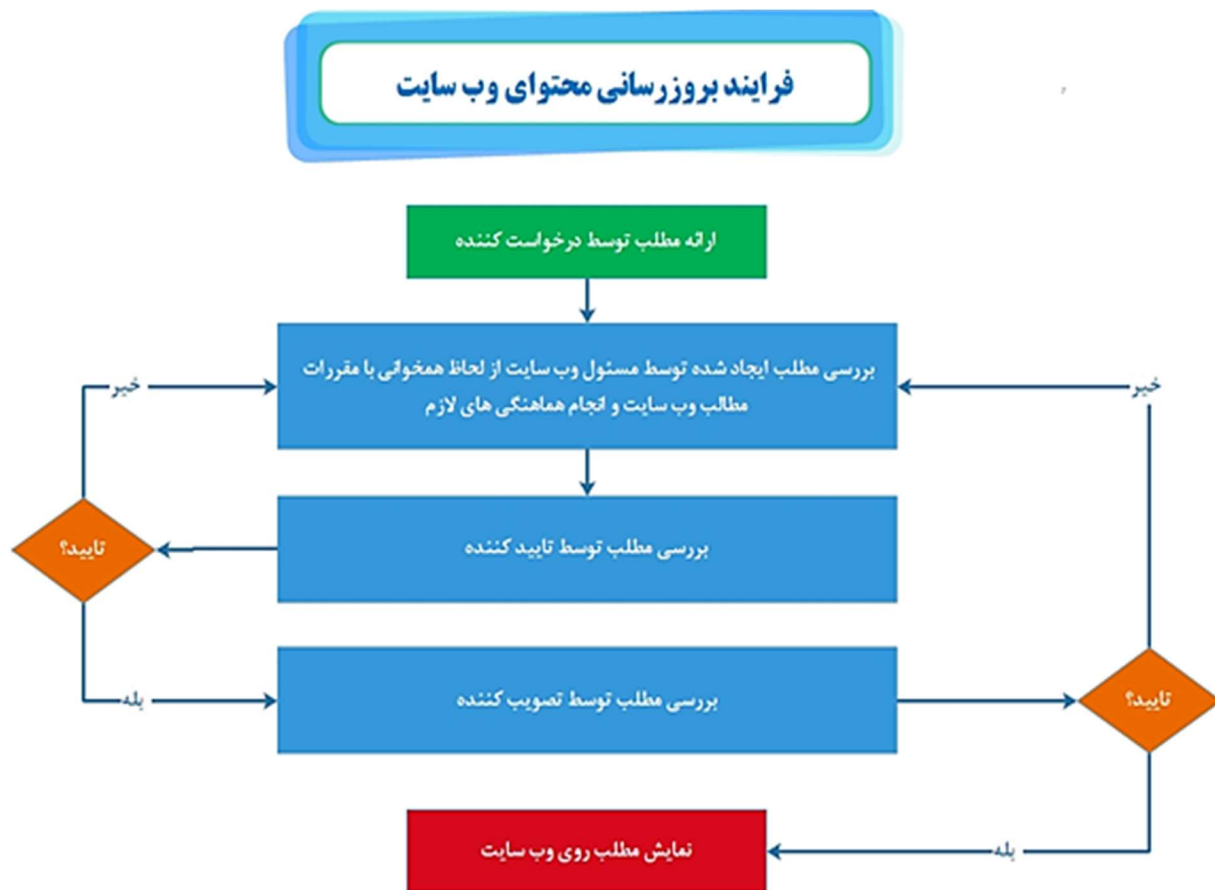 فرایند بروزرسانی محتوای وب سایت
ارائه مطلب توسط درخواست کننده
بررسی مطلب ایجاد شده توسط مسئول وب سایت از لحاظ همخوانی با مقررات
مطالب وب سایت و انجام هماهنگی های لازم
خیر
خیر
بررسی مطلب توسط تایید کننده
تایید؟
بررسی مطلب توسط تصویب کننده
بله
تایید؟
نمایش مطلب روی وب سایت
بله